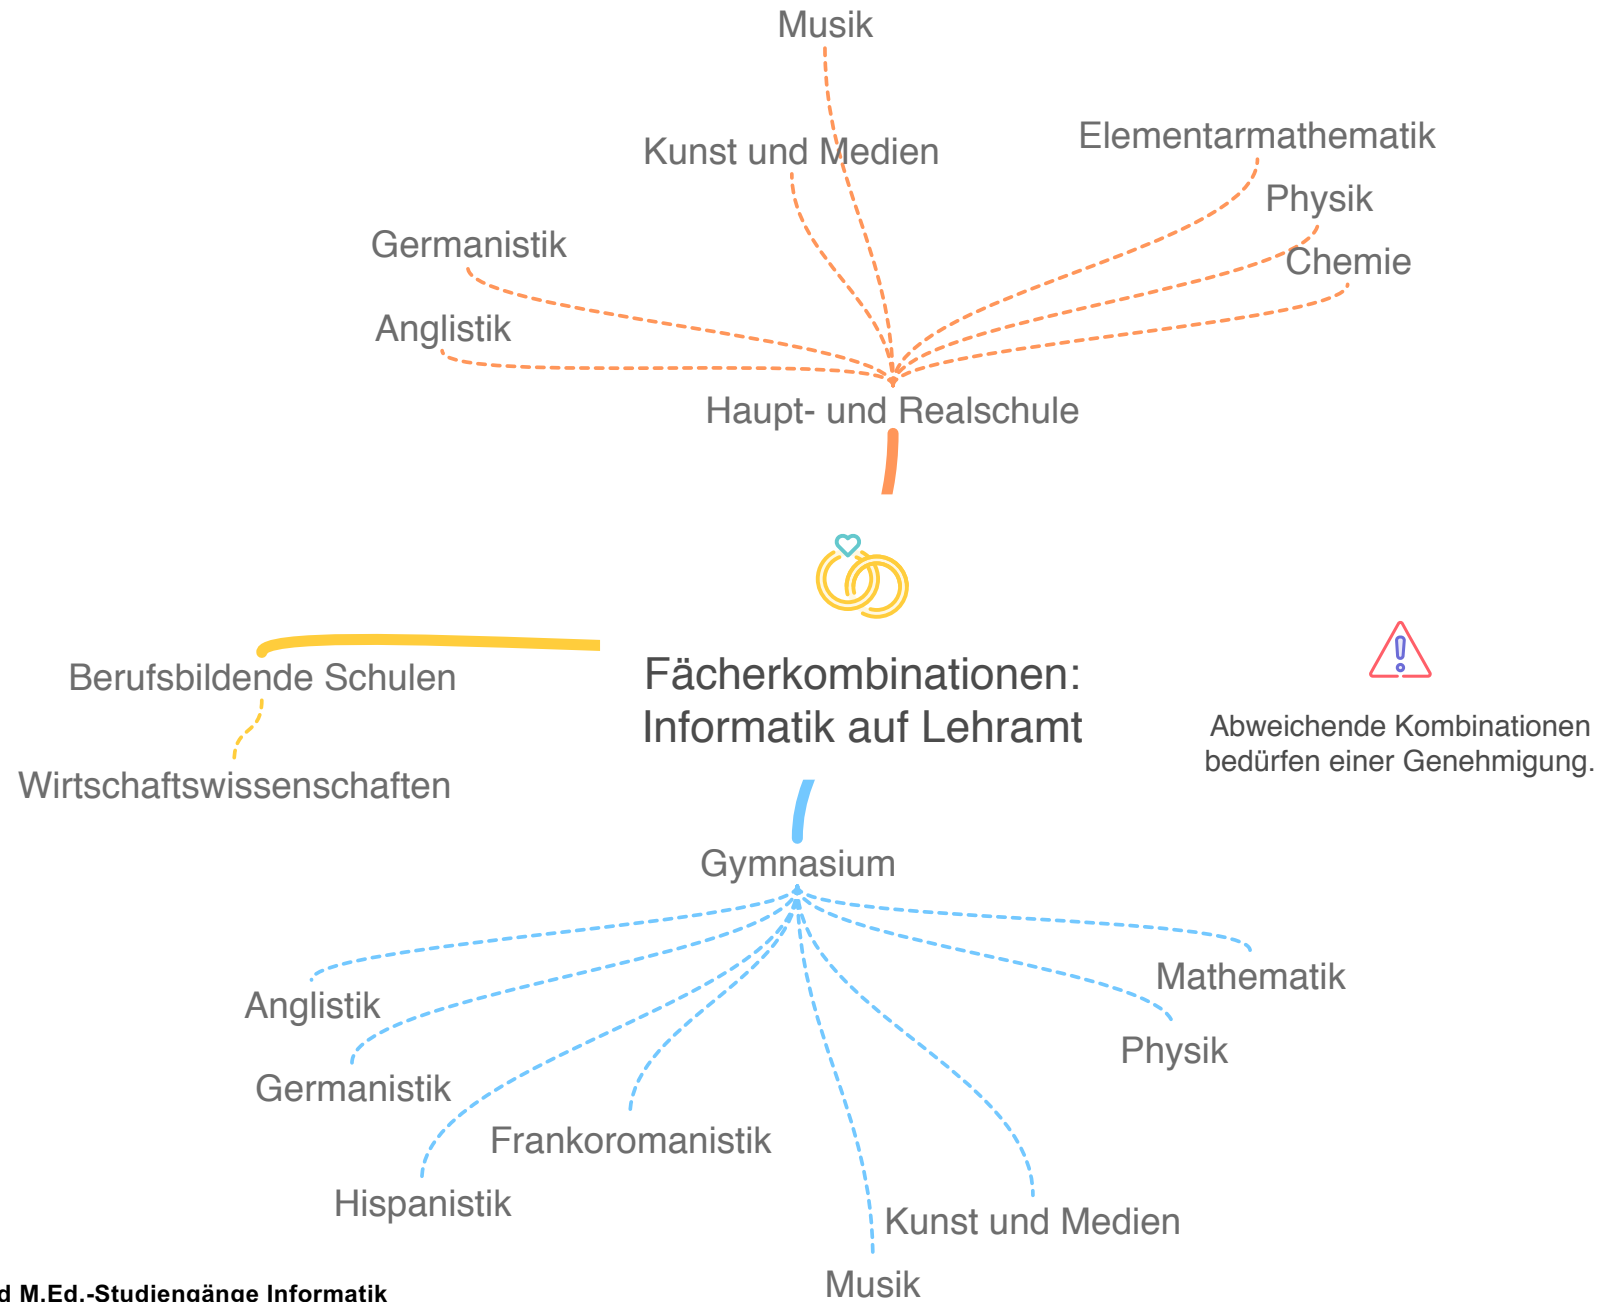 Musik
Kunst und Medien
Elementarmathematik
Physik
Germanistik
Chemie
Anglistik
Haupt- und Realschule
Fächerkombinationen:
Informatik auf Lehramt
Berufsbildende Schulen
Wirtschaftswissenschaften
Abweichende Kombinationen
bedürfen einer Genehmigung.
Gymnasium
Anglistik
Mathematik
Germanistik
Physik
Frankoromanistik
Hispanistik
Kunst und Medien
Musik
M.Ed.-Studiengänge Informatik